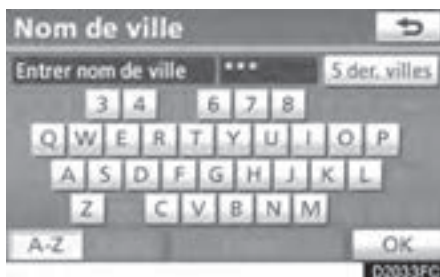 Nom de ville
Entrer nom de ville *** 5 der. villes
3 4 6 7 8
Q W E R T Y U I O P
A S D F G H J K L
Z C V B N M
A-Z OK
D2033FC